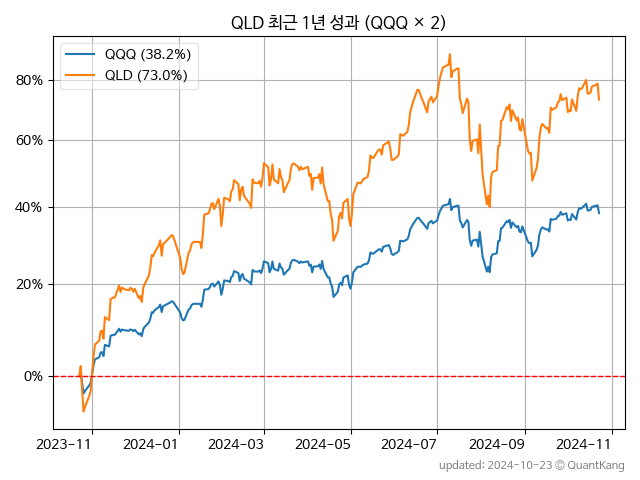 QLD 최근 1년 성과 (QQQ × 2)
QQQ (38.2%)
QLD (73.0%)
80%
60%
40%
20%
0%
2023-11 2024-01 2024-03 2024-05 2024-07 2024-09 2024-11
updated: 2024-10-23 © QuantKang